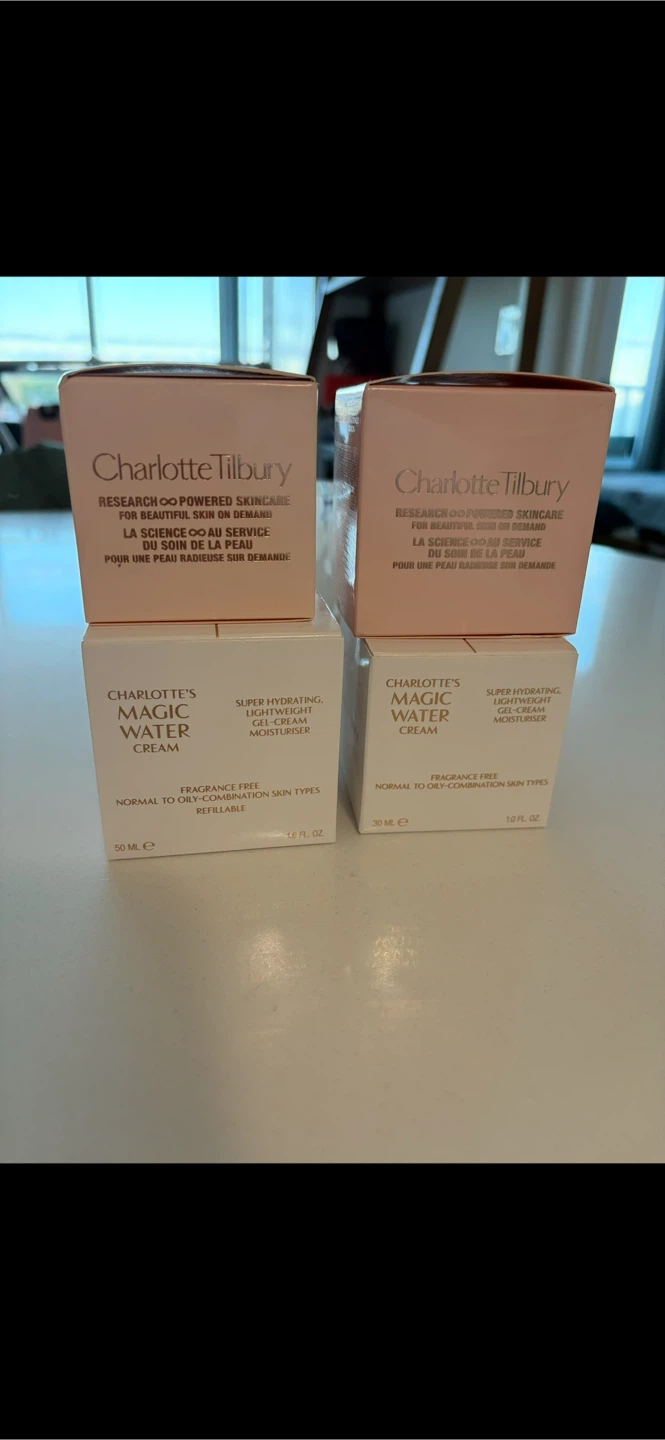 Charlotte Tilbury
RESEARCH ∞ POWERED SKINCARE
FOR BEAUTIFUL SKIN ON DEMAND
LA SCIENCE ∞ AU SERVICE
DU SOIN DE LA PEAU
POUR UNE PEAU RADIEUSE SUR DEMANDE
CHARLOTTE'S
MAGIC
WATER
CREAM
SUPER HYDRATING,
LIGHTWEIGHT
GEL-CREAM
MOISTURISER
FRAGRANCE FREE
NORMAL TO OILY-COMBINATION SKIN TYPES
REFILLABLE
50 ML ℮
1.6 FL. OZ.
Charlotte Tilbury
RESEARCH ∞ POWERED SKINCARE
FOR BEAUTIFUL SKIN ON DEMAND
LA SCIENCE ∞ AU SERVICE
DU SOIN DE LA PEAU
POUR UNE PEAU RADIEUSE SUR DEMANDE
CHARLOTTE'S
MAGIC
WATER
CREAM
SUPER HYDRATING,
LIGHTWEIGHT
GEL-CREAM
MOISTURISER
FRAGRANCE FREE
NORMAL TO OILY-COMBINATION SKIN TYPES
30 ML ℮
1.0 FL. OZ.